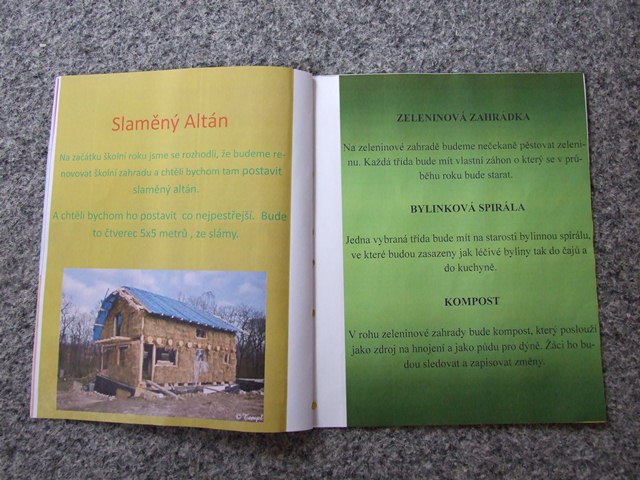 Slaměný Altán
Na začátku školní roku jsme se rozhodli, že budeme re-
novovat školní zahradu a chtěli bychom tam postavit
slaměný altán.
A chtěli bychom ho postavit co nejpestřejší. Bude
to čtverec 5x5 metrů , ze slámy.
© Templ
ZELENINOVÁ ZAHRÁDKA
Na zeleninové zahradě budeme nečekaně pěstovat zeleni-
nu. Každá třída bude mít vlastní záhon o který se v prů-
běhu roku bude starat.
BYLINKOVÁ SPIRÁLA
Jedna vybraná třída bude mít na starosti bylinnou spirálu,
ve které budou zasazeny jak léčivé byliny tak do čajů a
do kuchyně.
KOMPOST
V rohu zeleninové zahrady bude kompost, který poslouží
jako zdroj na hnojení a jako půdu pro dýně. Žáci ho bu-
dou sledovat a zapisovat změny.